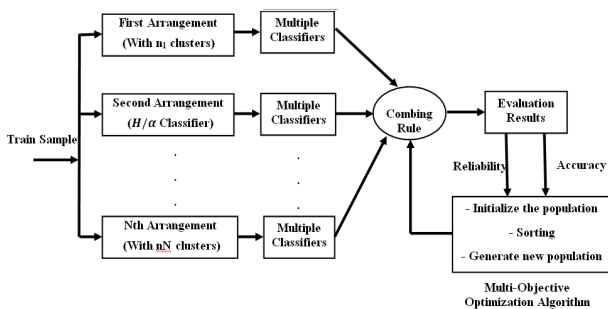 First Arrangement
(With n₁ clusters)
Multiple
Classifiers
Second Arrangement
(H/α Classifier)
Multiple
Classifiers
Combing
Rule
Evaluation
Results
Train Sample
Reliability
Accuracy
Nth Arrangement
(With nN clusters)
Multiple
Classifiers
- Initialize the population
- Sorting
- Generate new population
Multi-Objective
Optimization Algorithm